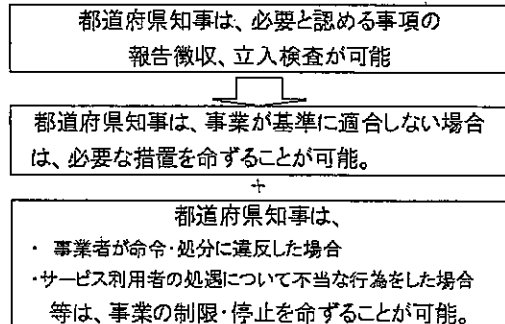 都道府県知事は、必要と認める事項の
報告徴収、立入検査が可能
都道府県知事は、事業が基準に適合しない場合
は、必要な措置を命ずることが可能。
+
都道府県知事は、
・ 事業者が命令・処分に違反した場合
・サービス利用者の処遇について不当な行為をした場合
等は、事業の制限・停止を命ずることが可能。